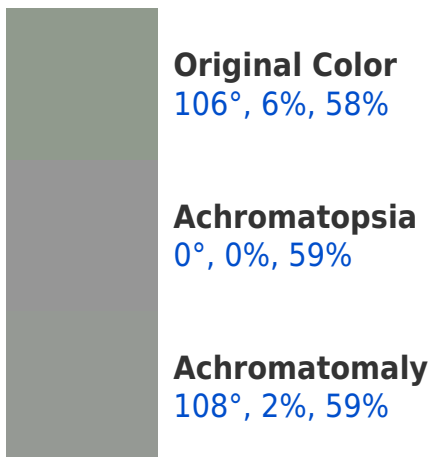 Original Color
106°, 6%, 58%
Achromatopsia
0°, 0%, 59%
Achromatomaly
108°, 2%, 59%